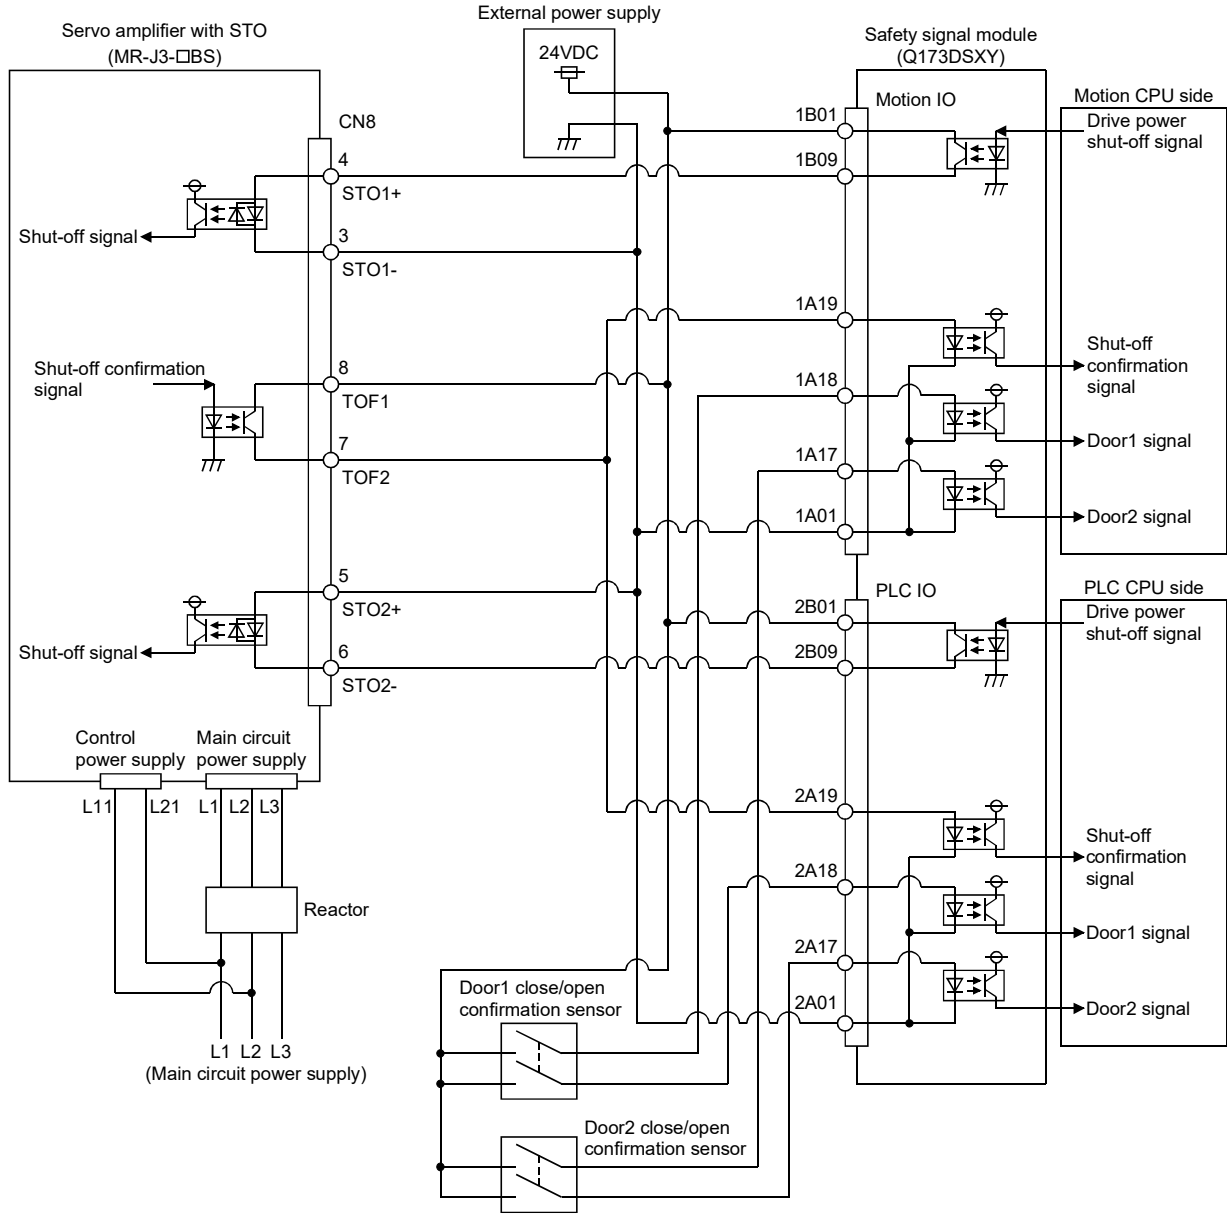 External power supply
24VDC
Servo amplifier with STO
(MR-J3-□BS)
CN8
4
STO1+
3
STO1-
Shut-off signal
Shut-off confirmation
signal
8
TOF1
7
TOF2
5
STO2+
6
STO2-
Shut-off signal
Control
power supply
Main circuit
power supply
L11
L21
L1
L2
L3
Reactor
L1
L2
L3
(Main circuit power supply)
Safety signal module
(Q173DSXY)
Motion IO
1B01
1B09
1A19
1A18
1A17
1A01
Motion CPU side
Drive power
shut-off signal
Shut-off
confirmation
signal
Door1 signal
Door2 signal
PLC IO
2B01
2B09
2A19
2A18
2A17
2A01
PLC CPU side
Drive power
shut-off signal
Shut-off
confirmation
signal
Door1 signal
Door2 signal
Door1 close/open
confirmation sensor
Door2 close/open
confirmation sensor